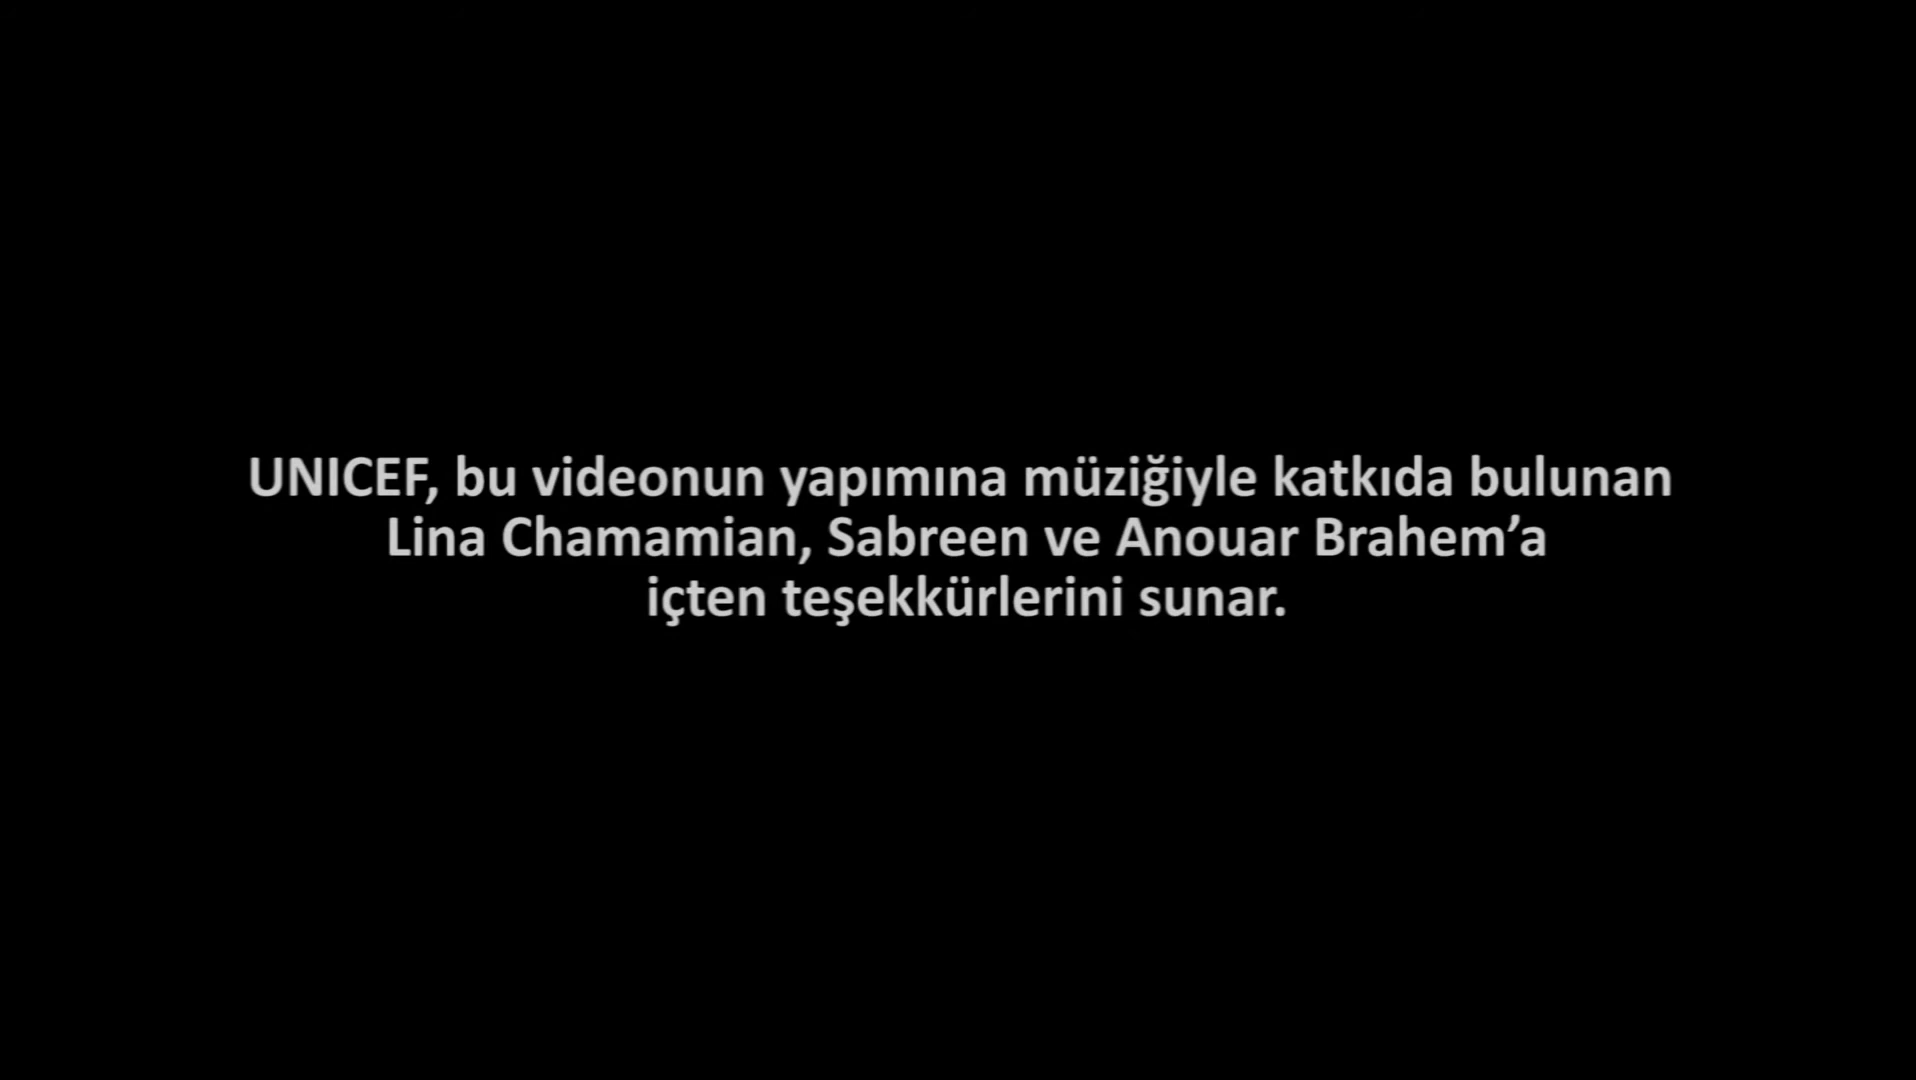 UNICEF, bu videonun yapımına müziğiyle katkıda bulunan
Lina Chamamian, Sabreen ve Anouar Brahem’a
içten teşekkürlerini sunar.